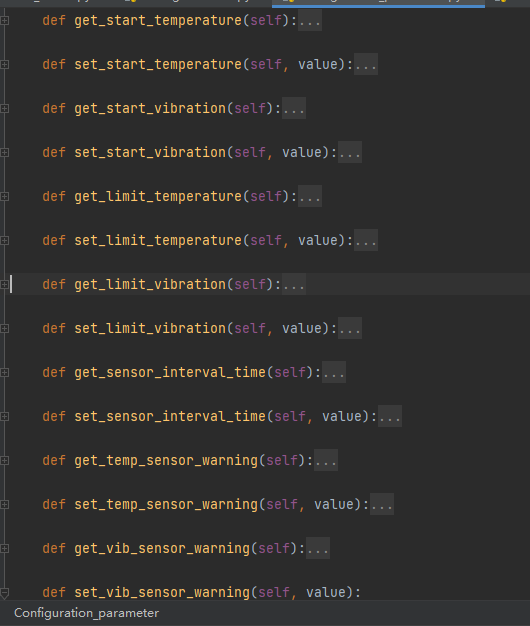 def get_start_temperature(self):...
def set_start_temperature(self, value):...
def get_start_vibration(self):...
def set_start_vibration(self, value):...
def get_limit_temperature(self):...
def set_limit_temperature(self, value):...
def get_limit_vibration(self):...
def set_limit_vibration(self, value):...
def get_sensor_interval_time(self):...
def set_sensor_interval_time(self, value):...
def get_temp_sensor_warning(self):...
def set_temp_sensor_warning(self, value):...
def get_vib_sensor_warning(self):...
def set_vib_sensor_warning(self, value):
Configuration_parameter